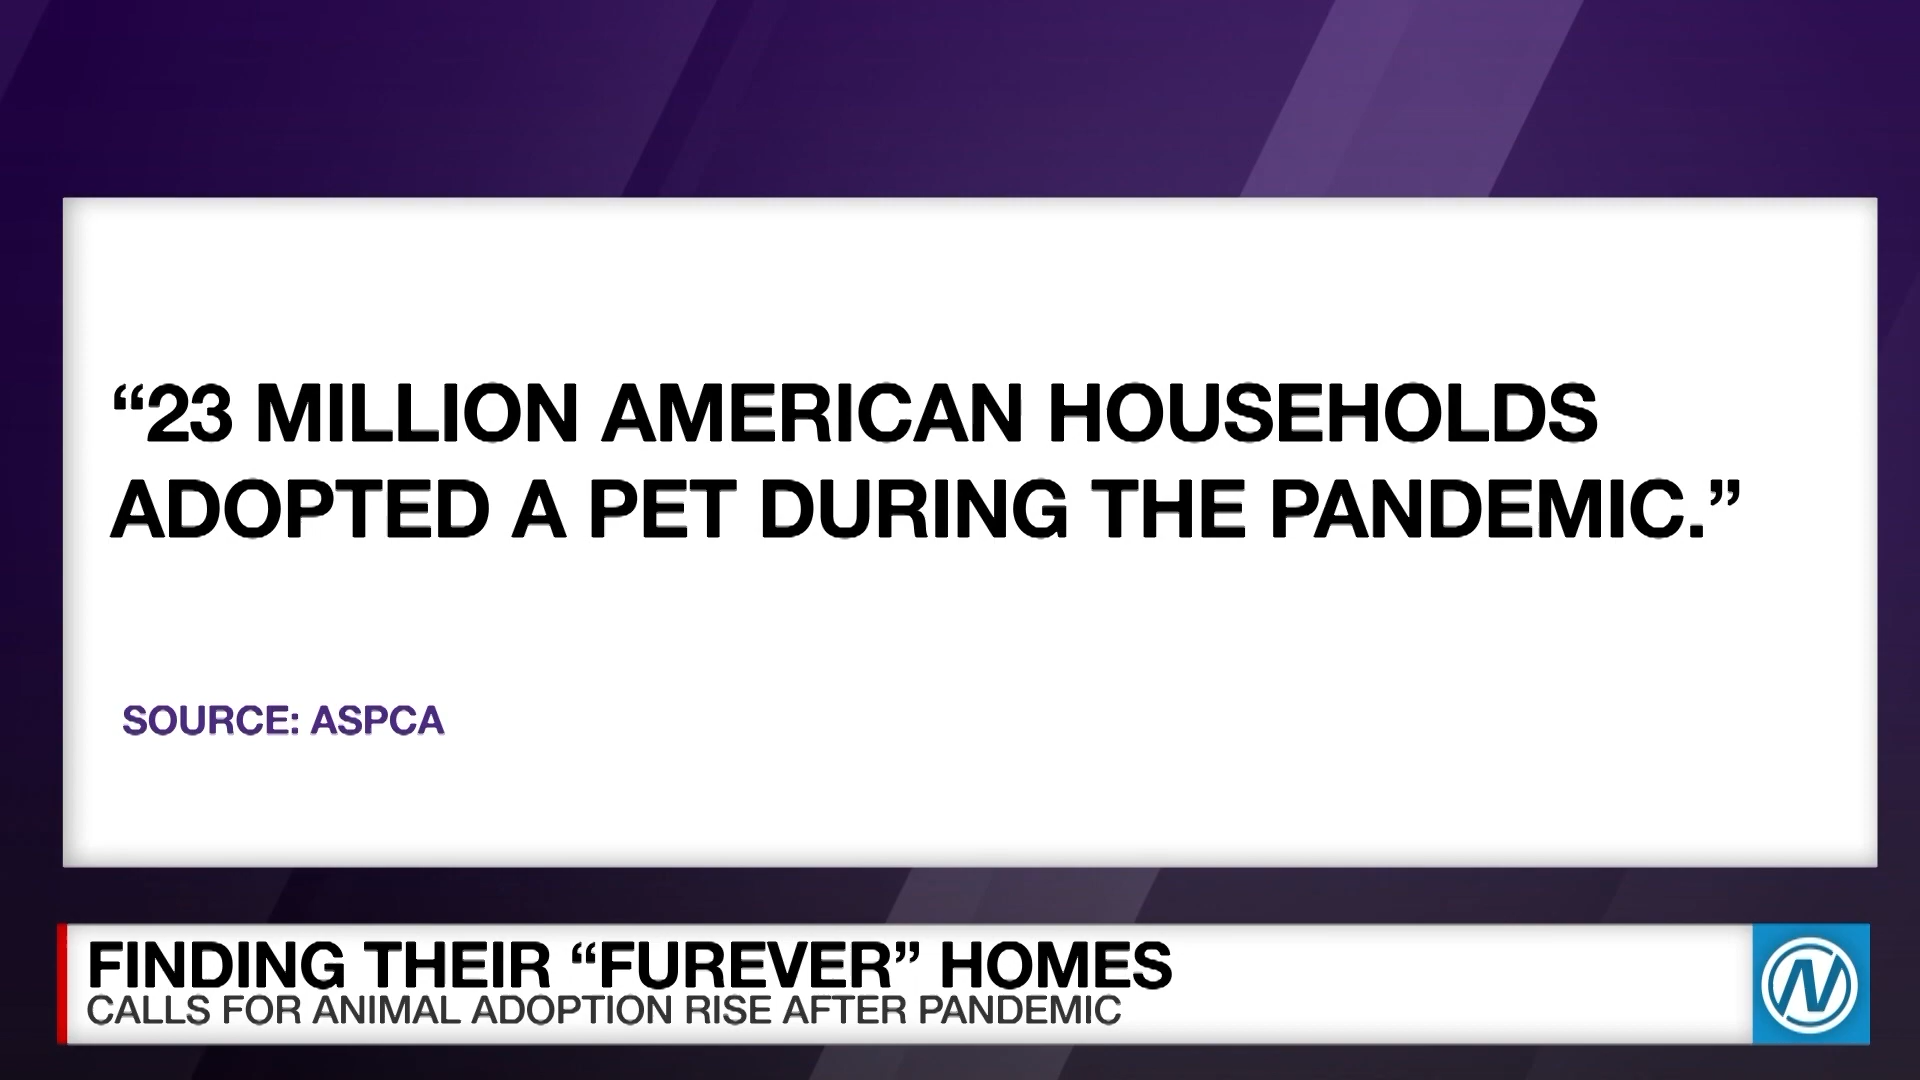 “23 MILLION AMERICAN HOUSEHOLDS
ADOPTED A PET DURING THE PANDEMIC.”
SOURCE: ASPCA
FINDING THEIR “FUREVER” HOMES
CALLS FOR ANIMAL ADOPTION RISE AFTER PANDEMIC
N